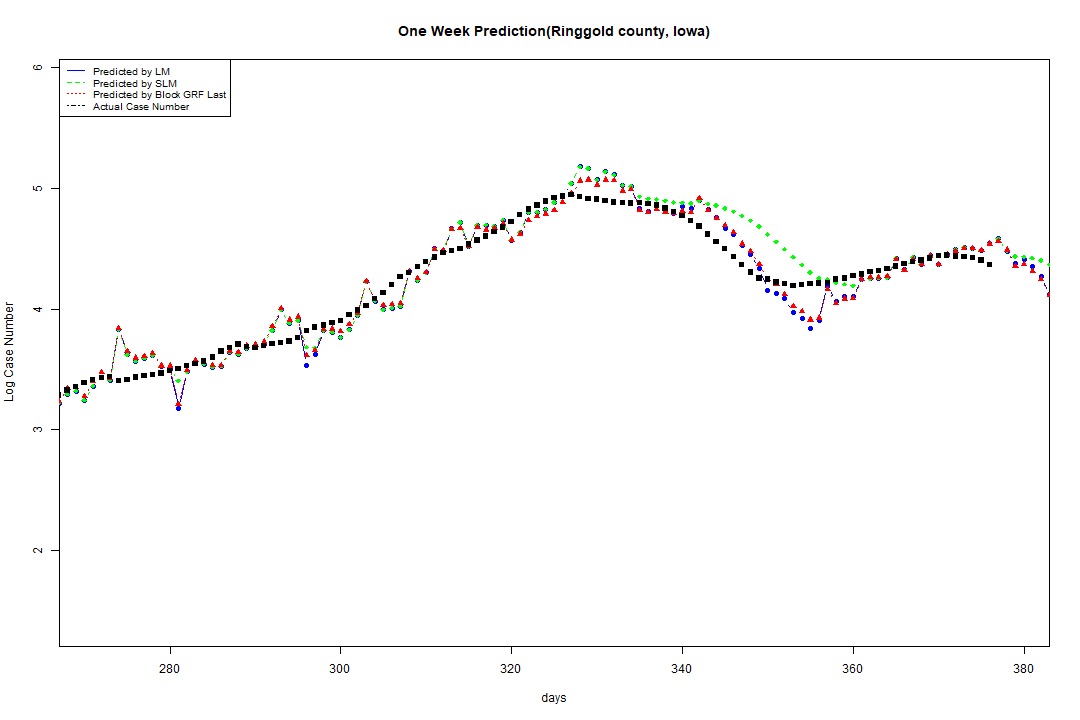 One Week Prediction(Ringgold county, Iowa)
Predicted by LM
Predicted by SLM
Predicted by Block GRF Last
Actual Case Number
6
5
4
3
2
Log Case Number
280 300 320 340 360 380
days